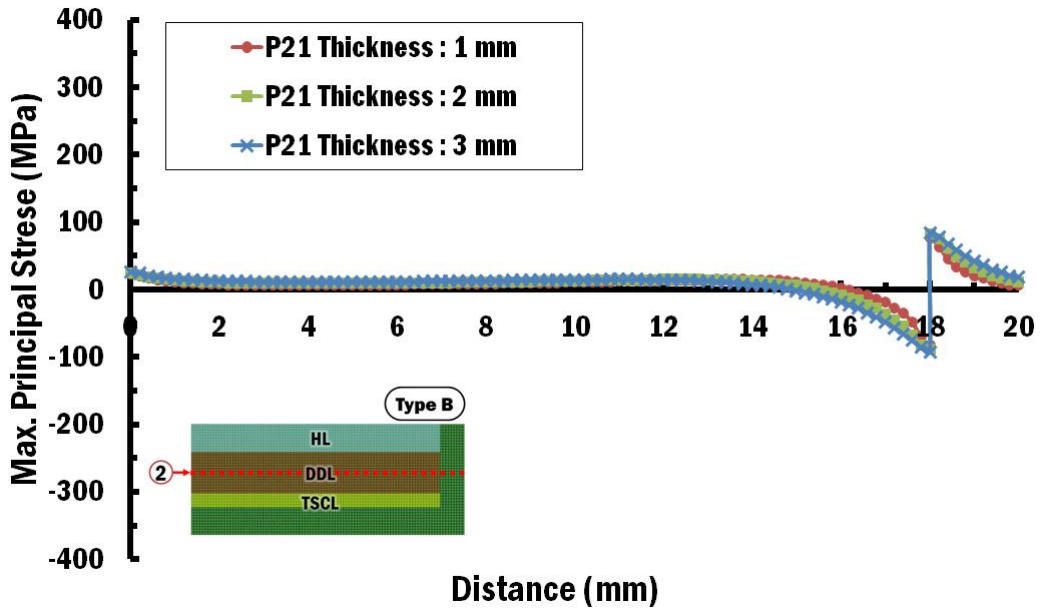 400
300
200
100
0
-100
-200
-300
-400
Max. Principal Strese (MPa)
P21 Thickness : 1 mm
P21 Thickness : 2 mm
P21 Thickness : 3 mm
0 2 4 6 8 10 12 14 16 18 20
Type B
HL
2
DDL
TSCL
Distance (mm)